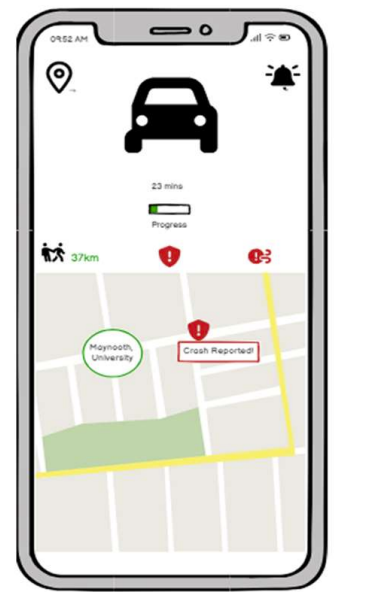 09:52 AM
23 mins
Progress
37km
Maynooth,
University
Crash Reported!